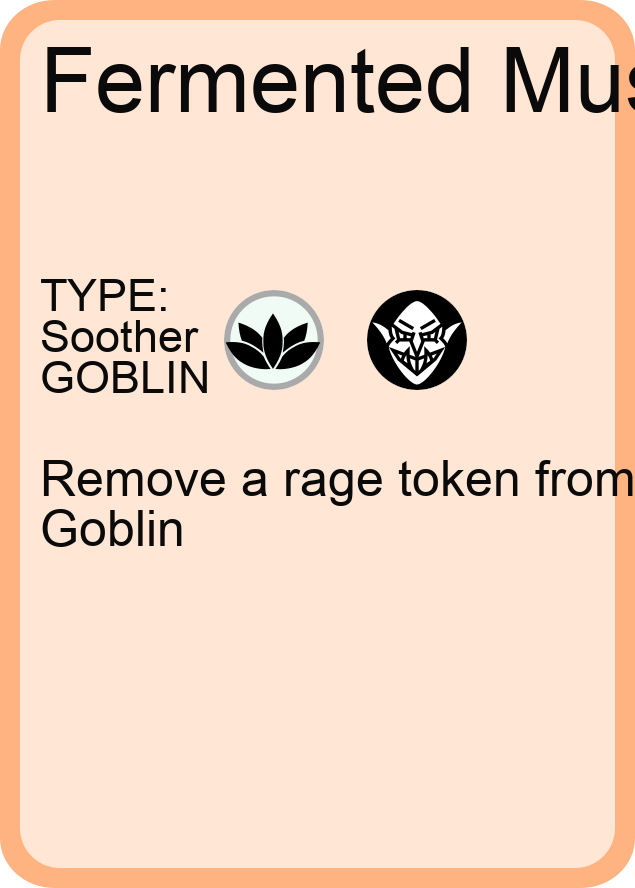 Fermented Mus
TYPE:
Soother
GOBLIN
Remove a rage token from
Goblin